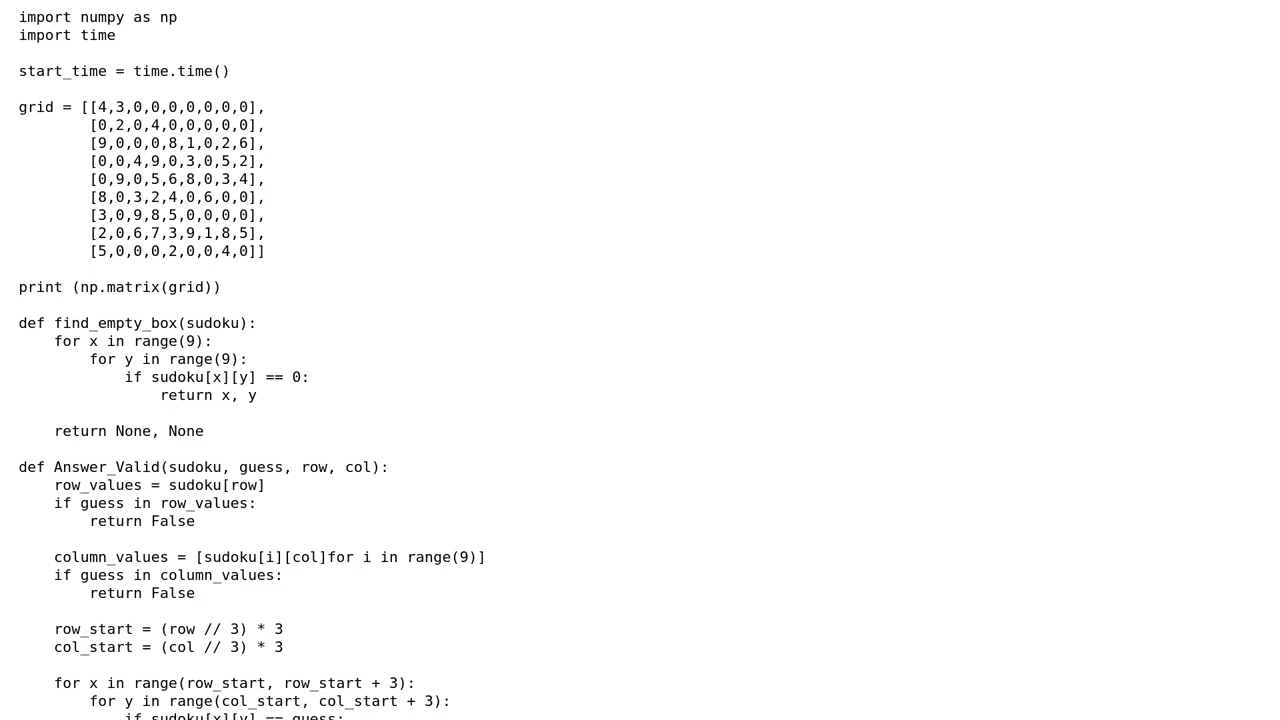 import numpy as np
import time

start_time = time.time()

grid = [[4,3,0,0,0,0,0,0,0],
        [0,2,0,4,0,0,0,0,0],
        [9,0,0,0,8,1,0,2,6],
        [0,0,4,9,0,3,0,5,2],
        [0,9,0,5,6,8,0,3,4],
        [8,0,3,2,4,0,6,0,0],
        [3,0,9,8,5,0,0,0,0],
        [2,0,6,7,3,9,1,8,5],
        [5,0,0,0,2,0,0,4,0]]

print (np.matrix(grid))

def find_empty_box(sudoku):
    for x in range(9):
        for y in range(9):
            if sudoku[x][y] == 0:
                return x, y

    return None, None

def Answer_Valid(sudoku, guess, row, col):
    row_values = sudoku[row]
    if guess in row_values:
        return False

    column_values = [sudoku[i][col]for i in range(9)]
    if guess in column_values:
        return False

    row_start = (row // 3) * 3
    col_start = (col // 3) * 3

    for x in range(row_start, row_start + 3):
        for y in range(col_start, col_start + 3):
            if sudoku[x][y] == guess: